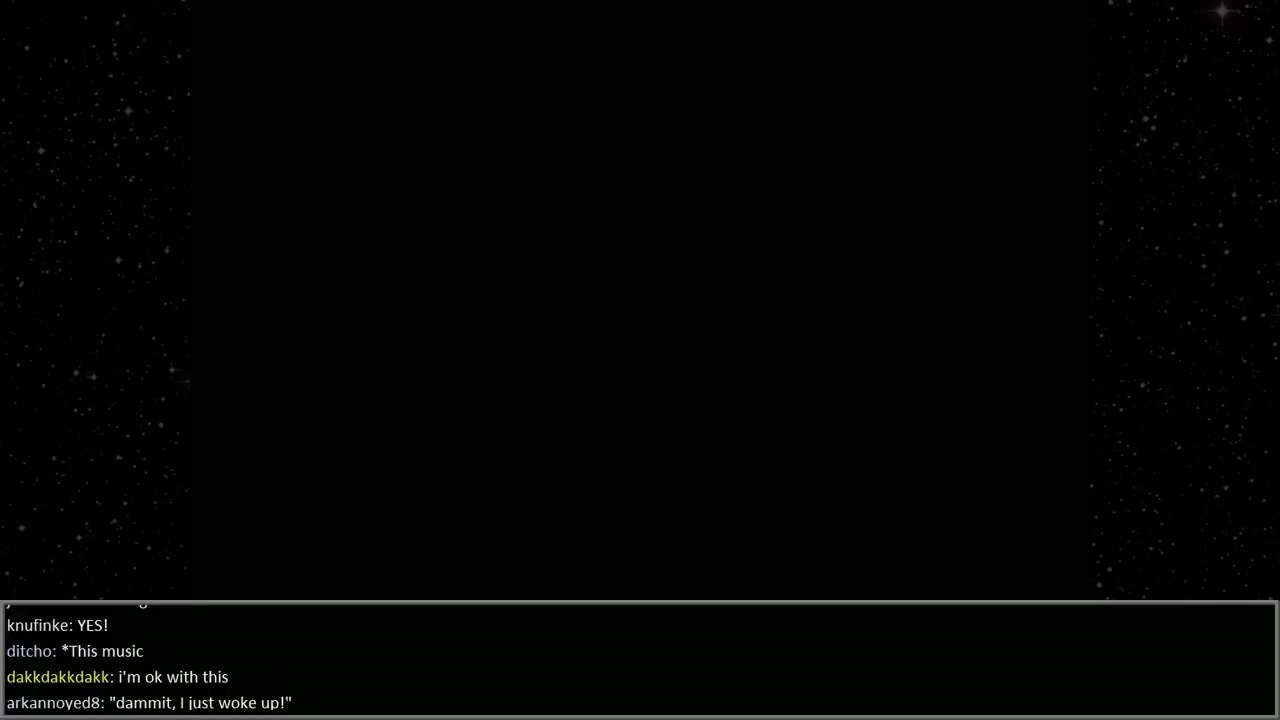 knufinke: YES!
ditcho: *This music
dakkdakkdakk: i'm ok with this
arkannoyed8: "dammit, I just woke up!"